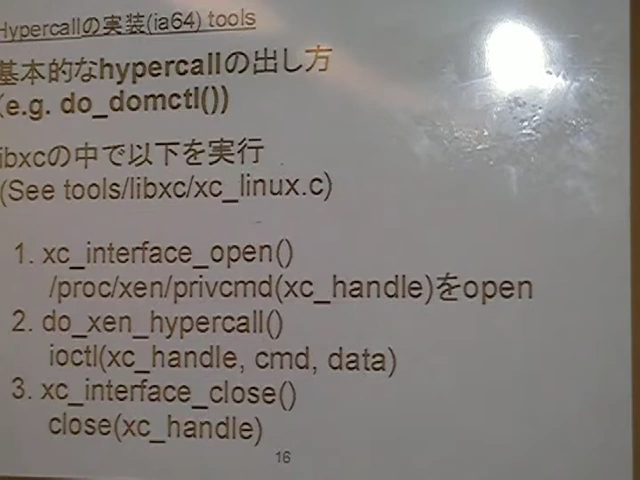 Hypercallの実装(ia64) tools
基本的なhypercallの出し方
(e.g. do_domctl())
ibxcの中で以下を実行
(See tools/libxc/xc_linux.c)
1. xc_interface_open()
/proc/xen/privcmd(xc_handle)をopen
2. do_xen_hypercall()
ioctl(xc_handle, cmd, data)
3. xc_interface_close()
close(xc_handle)
16